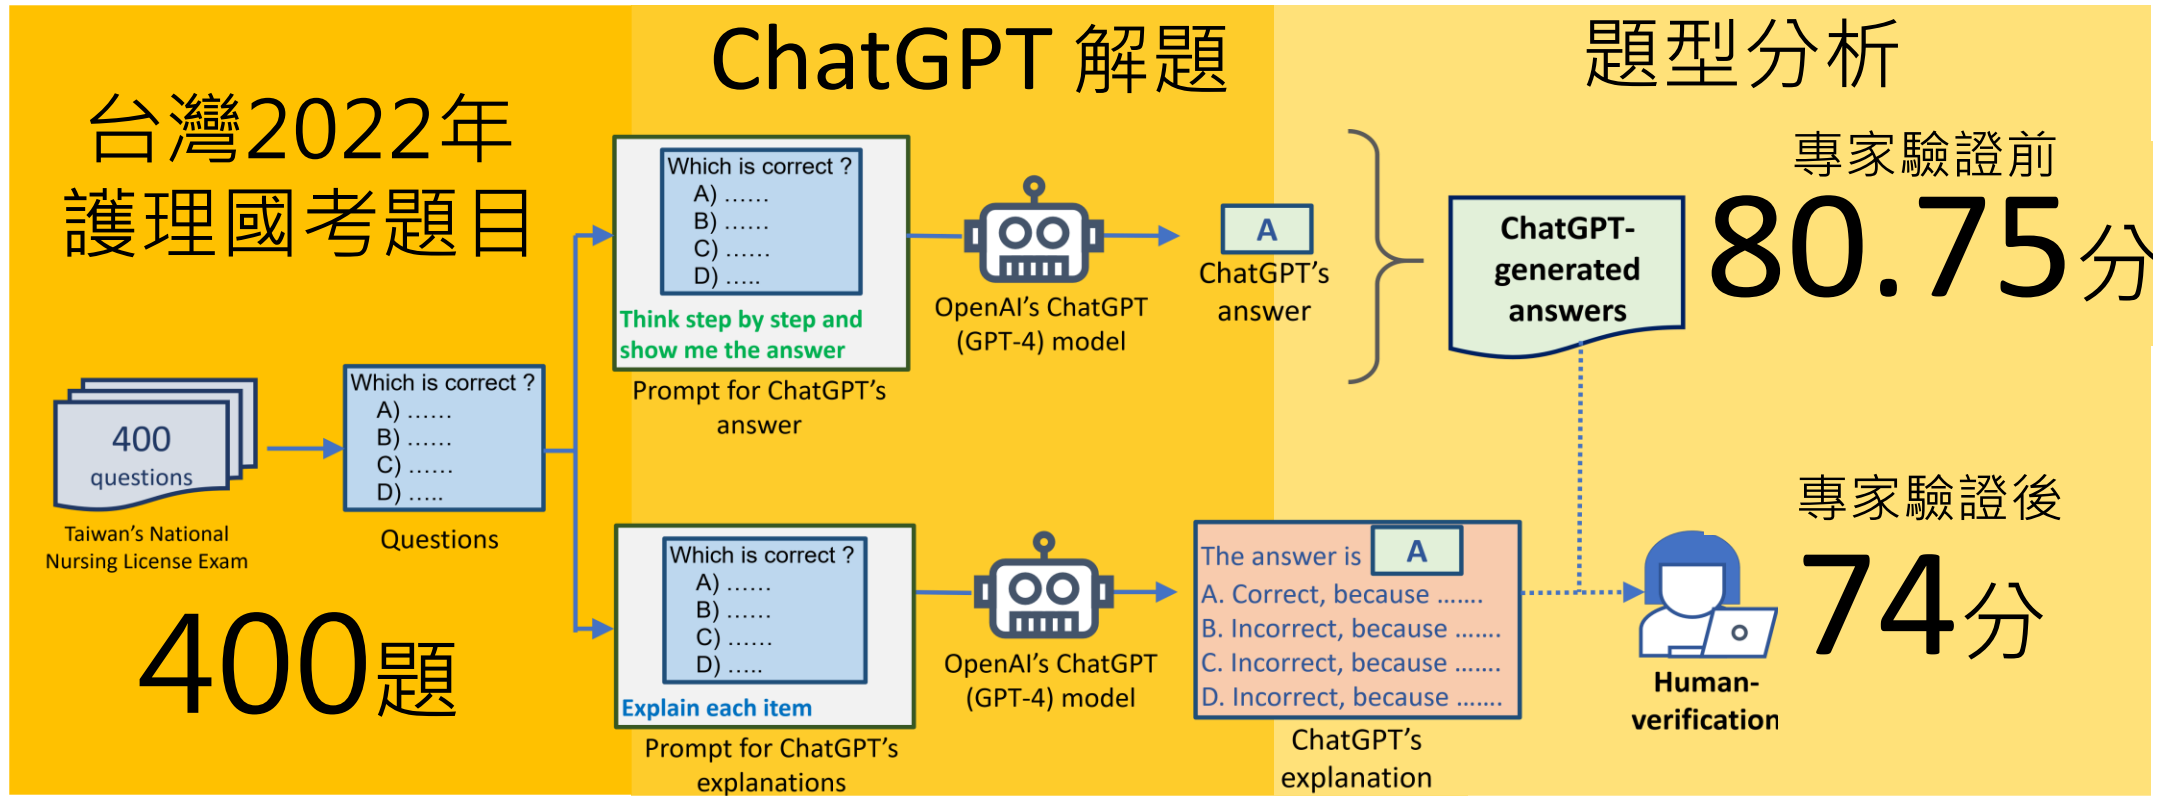 台灣2022年
護理國考題目
400
questions
Taiwan's National
Nursing License Exam
400題
Which is correct ?
A) ……
B) ……
C) ……
D) …..
Questions
ChatGPT 解題
Which is correct ?
A) ……
B) ……
C) ……
D) …..
Think step by step and
show me the answer
Prompt for ChatGPT's
answer
OpenAI's ChatGPT
(GPT-4) model
A
ChatGPT's
answer
Which is correct ?
A) ……
B) ……
C) ……
D) …..
Explain each item
Prompt for ChatGPT's
explanations
OpenAI's ChatGPT
(GPT-4) model
The answer is A
A. Correct, because …….
B. Incorrect, because …….
C. Incorrect, because …….
D. Incorrect, because …….
ChatGPT's
explanation
題型分析
ChatGPT-
generated
answers
專家驗證前
80.75分
專家驗證後
74分
Human-
verification